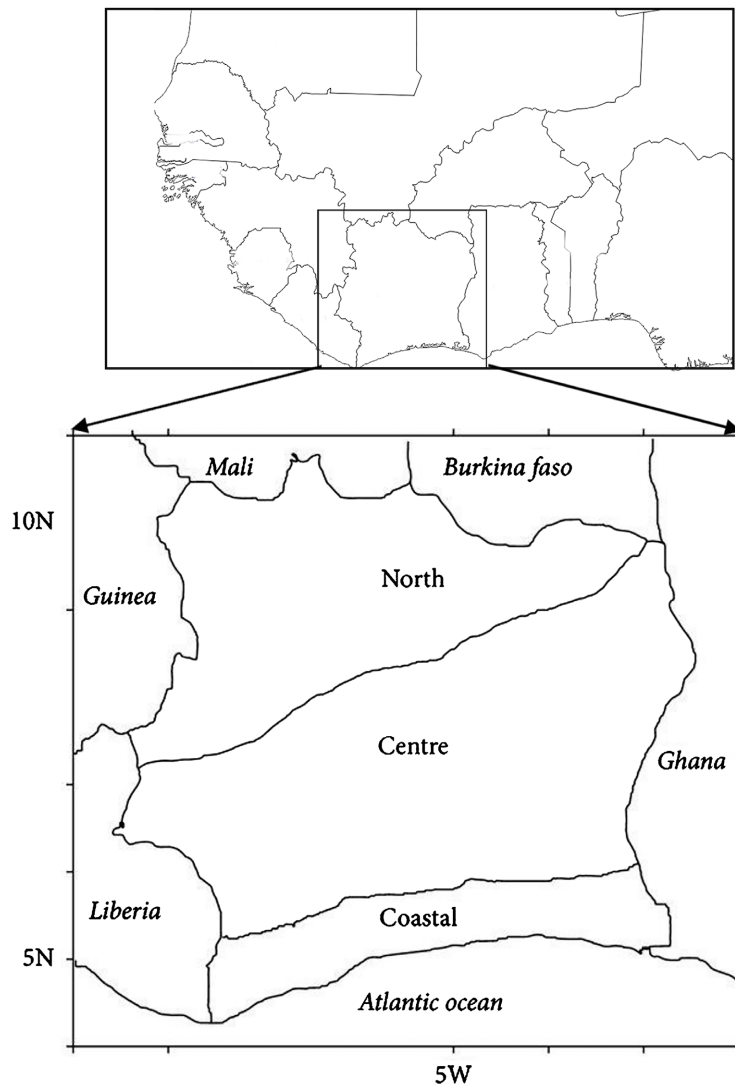 Mali
Burkina faso
10N
North
Guinea
Centre
Ghana
Liberia
Coastal
5N
Atlantic ocean
5W